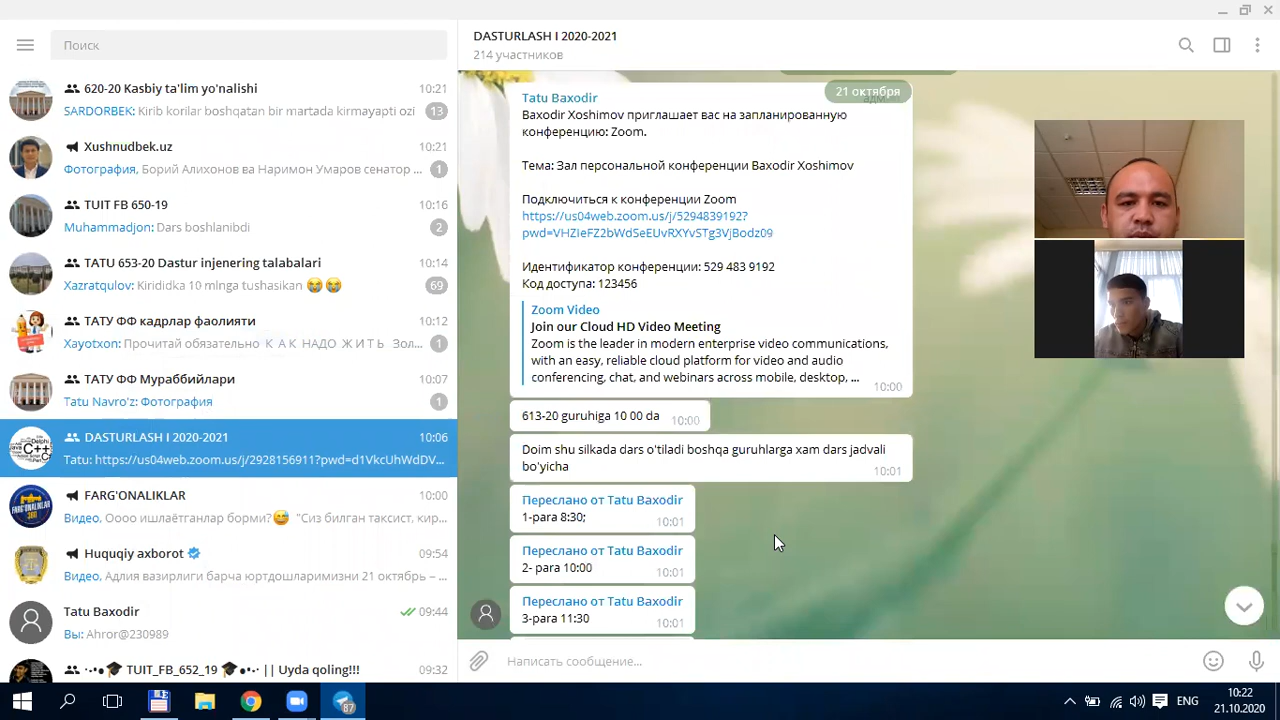 Поиск
620-20 Kasbiy ta'lim yo'nalishi
10:21
SARDORBEK: Kirib korilar boshqatan bir martada kirmayapti ozi
13
Xushnudbek.uz
10:21
Фотография, Борий Алихонов ва Наримон Умаров сенатор ...
1
TUIT FB 650-19
10:16
Muhammadjon: Dars boshlanibdi
2
TATU 653-20 Dastur injenering talabalari
10:14
Xazratqulov: Kirididka 10 minga tushasikan 😂😂
69
ТАТУ ФФ кадрлар фаолияти
10:12
Xayotxon: Прочитай обязательно К А К НАДО Ж И Т Ь Зол...
1
ТАТУ ФФ Мураббийлари
10:07
Tatu Navro'z: Фотография
1
DASTURLASH I 2020-2021
10:06
Tatu: https://us04web.zoom.us/j/2928156911?pwd=d1VkcUhWdDV...
FARG'ONALIKLAR
10:00
Видео, Оооо ишлаётганлар борми?😅 "Сиз билган таксист, кир...
Huquqiy axborot
09:54
Видео, Адлия вазирлиги барча юртдошларимизни 21 октябрь – ...
Tatu Baxodir
09:44
Вы: Ahror@230989
·-•●🎓TUIT_FB_652_19 🎓●•-· || Uyda qoling!!!
09:32
DASTURLASH I 2020-2021
214 участников
21 октября
Tatu Baxodir
Baxodir Xoshimov приглашает вас на запланированную
конференцию: Zoom.
Тема: Зал персональной конференции Baxodir Xoshimov
Подключиться к конференции Zoom
https://us04web.zoom.us/j/5294839192?
pwd=VHZIeFZ2bWdSeEUvRXYvSTg3VjBodz09
Идентификатор конференции: 529 483 9192
Код доступа: 123456
Zoom Video
Join our Cloud HD Video Meeting
Zoom is the leader in modern enterprise video communications,
with an easy, reliable cloud platform for video and audio
conferencing, chat, and webinars across mobile, desktop, ...
10:00
613-20 guruhiga 10 00 da
10:00
Doim shu silkada dars o'tiladi boshqa guruhlarga xam dars jadvali
bo'yicha
10:01
Переслано от Tatu Baxodir
1-para 8:30;
10:01
Переслано от Tatu Baxodir
2- para 10:00
10:01
Переслано от Tatu Baxodir
3-para 11:30
10:01
Написать сообщение...
87
ENG
10:22
21.10.2020